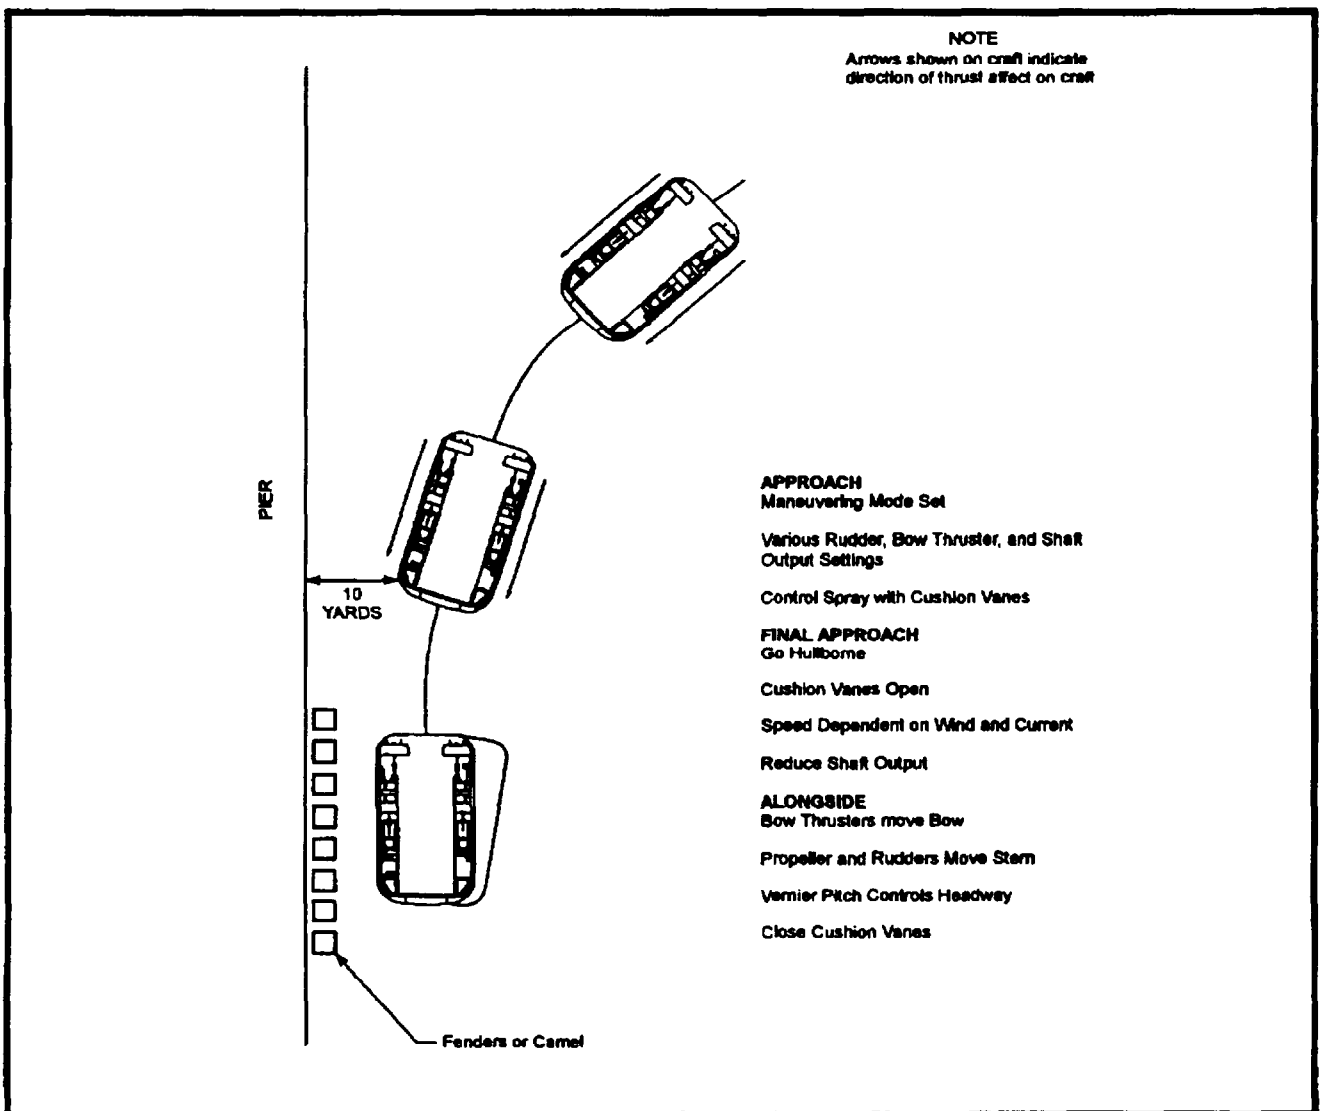 NOTE
Arrows shown on craft indicate
direction of thrust affect on craft
PIER
10
YARDS
APPROACH
Maneuvering Mode Set
Various Rudder, Bow Thruster, and Shaft
Output Settings
Control Spray with Cushion Vanes
FINAL APPROACH
Go Hullborne
Cushion Vanes Open
Speed Dependent on Wind and Current
Reduce Shaft Output
ALONGSIDE
Bow Thrusters move Bow
Propeller and Rudders Move Stern
Vernier Pitch Controls Headway
Close Cushion Vanes
Fenders or Camel